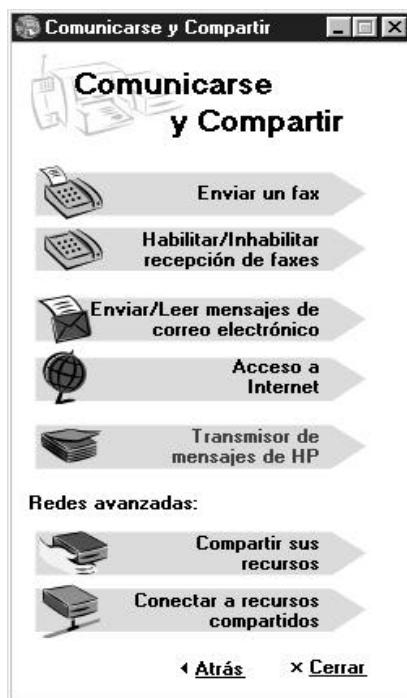 Comunicarse y Compartir
Comunicarse
y Compartir
Enviar un fax
Habilitar/Inhabilitar
recepción de faxes
Enviar/Leer mensajes de
correo electrónico
Acceso a
Internet
Transmisor de
mensajes de HP
Redes avanzadas:
Compartir sus
recursos
Conectar a recursos
compartidos
Atrás
Cerrar